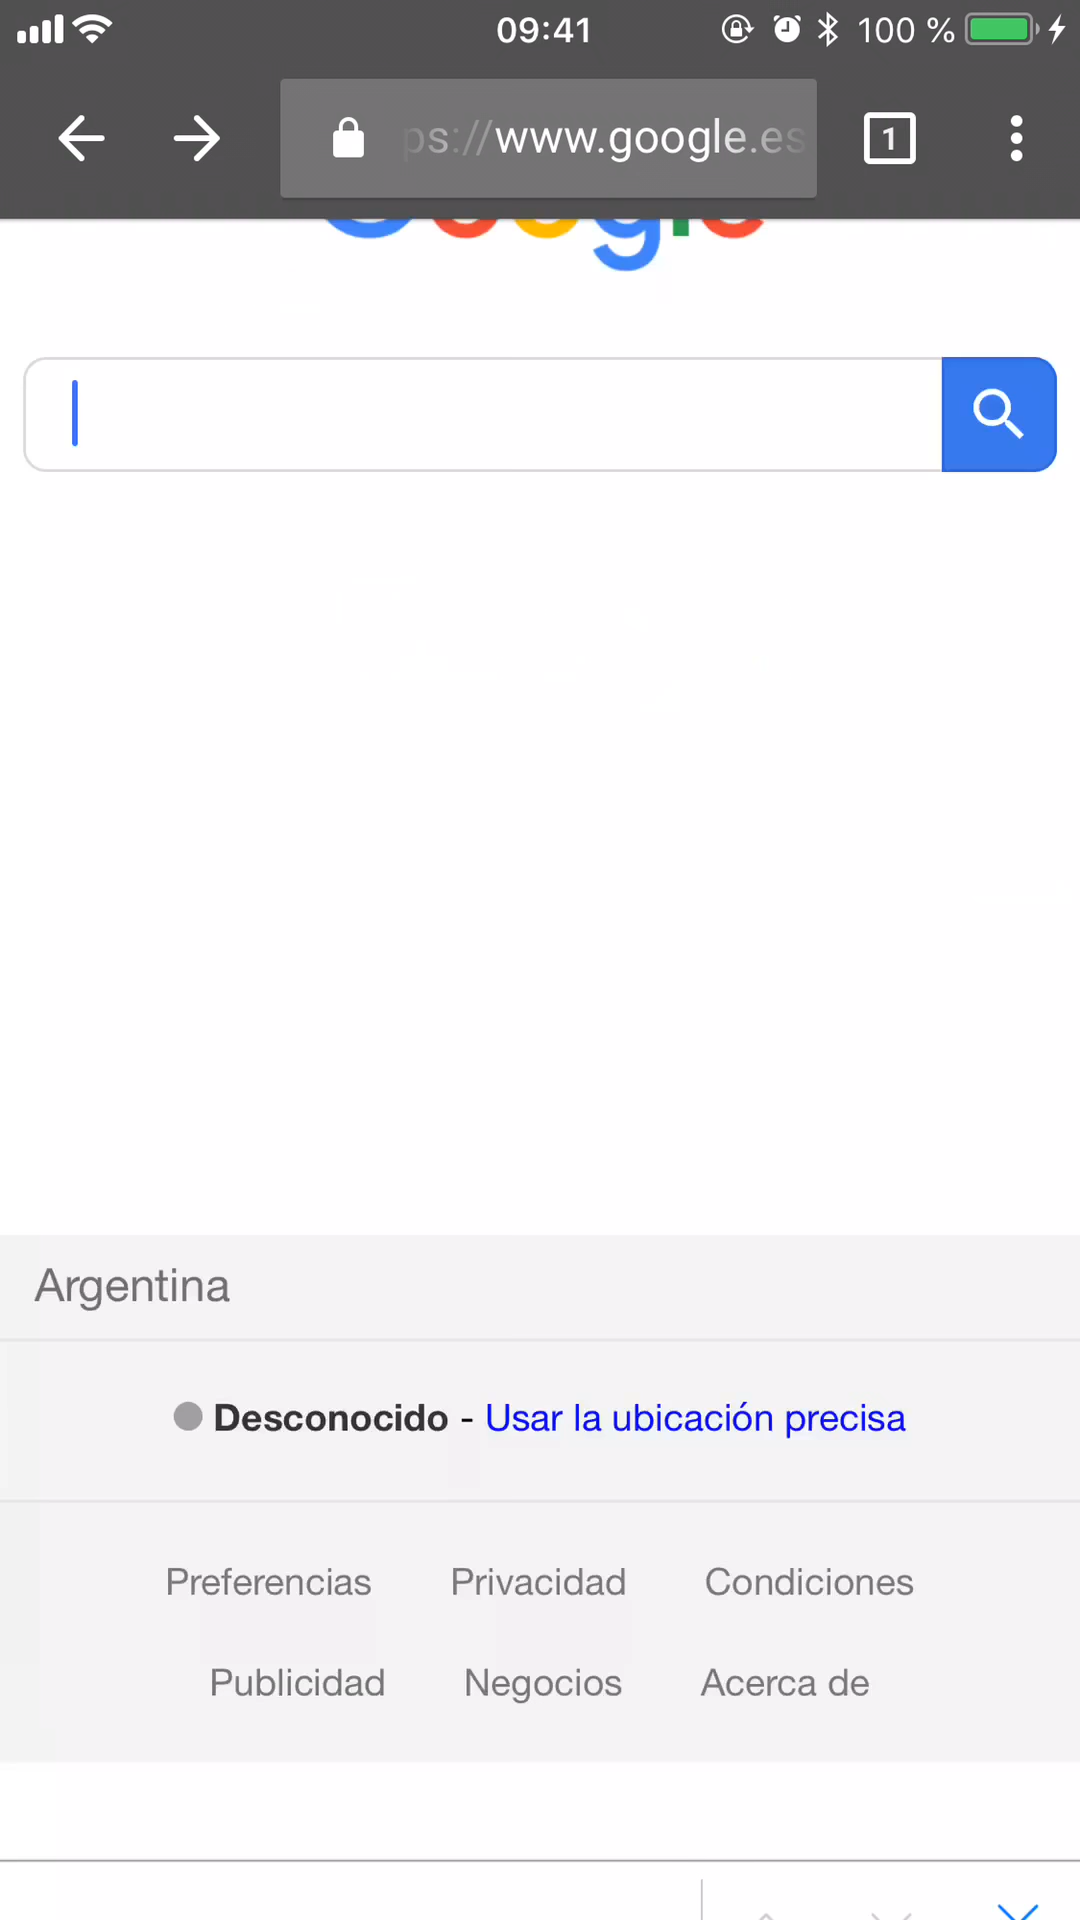 09:41 100 %
ps://www.google.es 1
Google
Argentina
Desconocido - Usar la ubicación precisa
Preferencias Privacidad Condiciones
Publicidad Negocios Acerca de